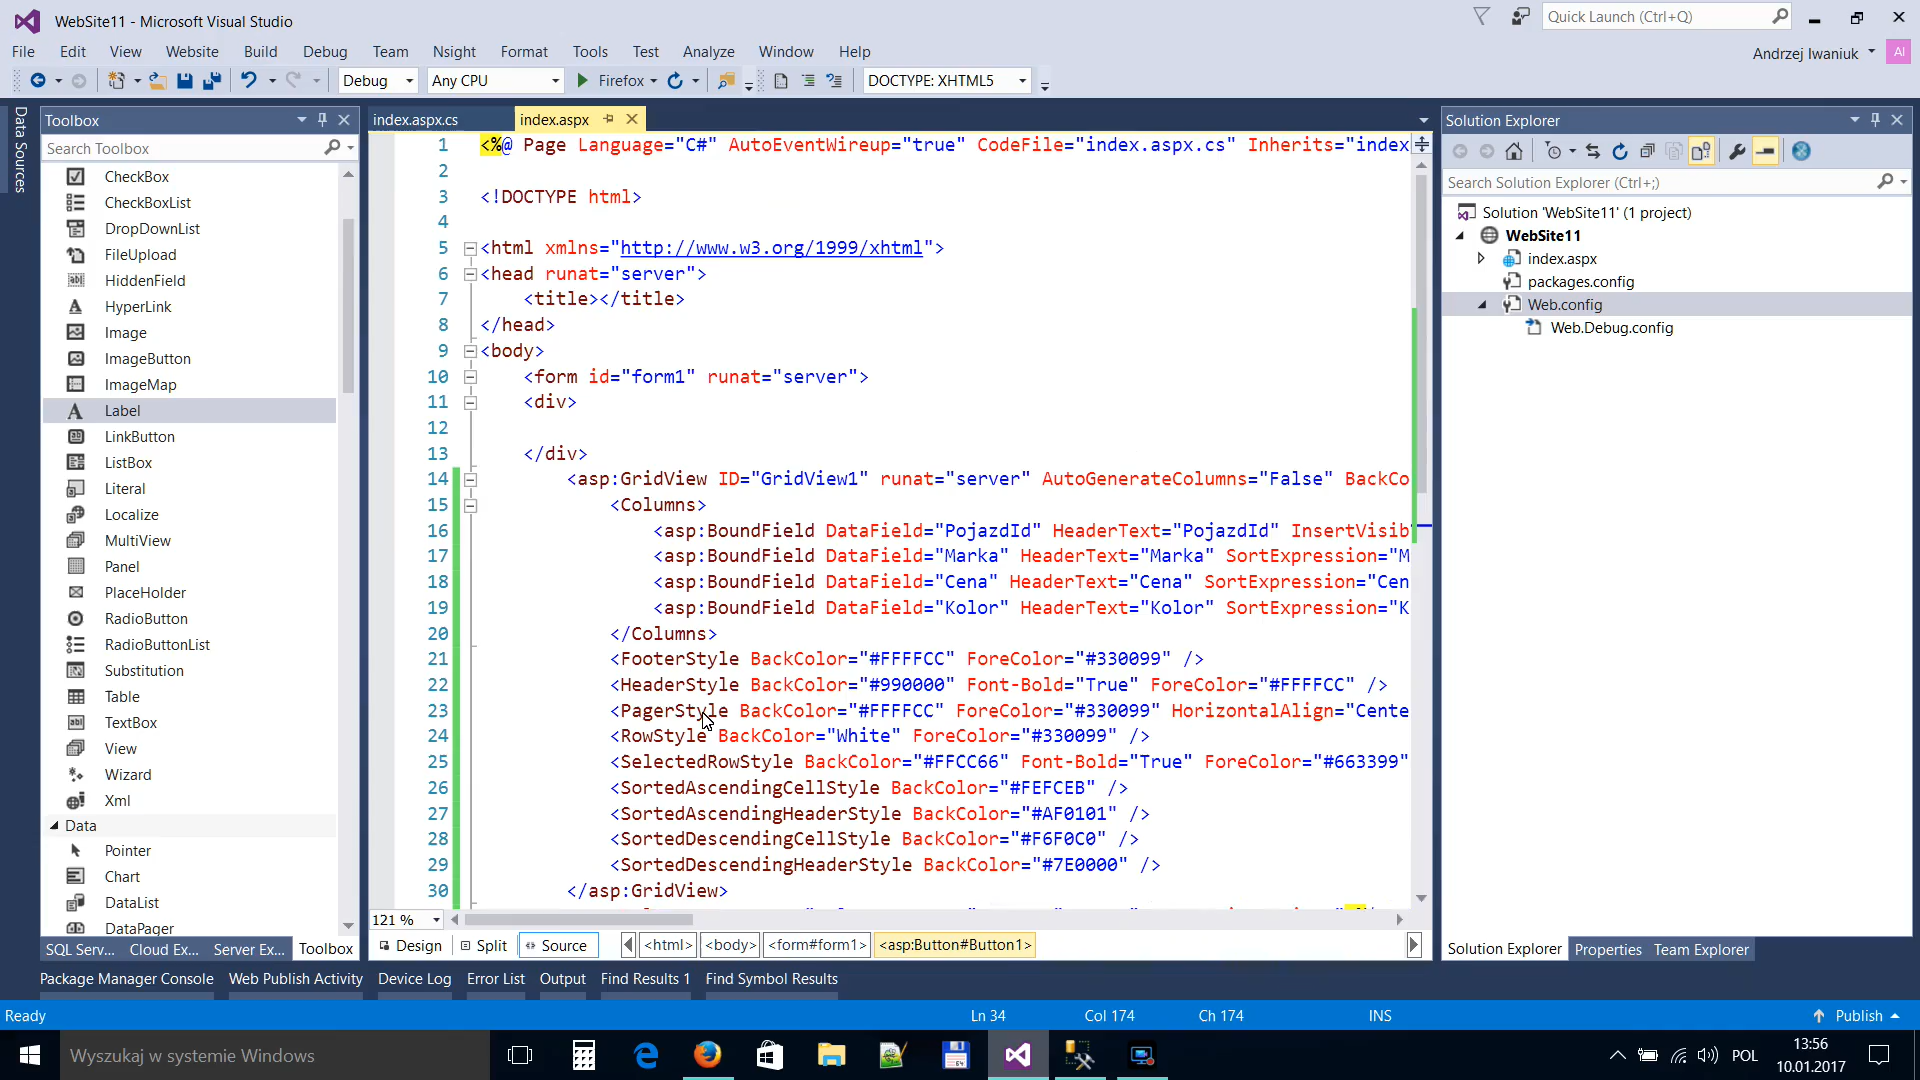 WebSite11 - Microsoft Visual Studio
Quick Launch (Ctrl+Q)
File Edit View Website Build Debug Team Nsight Format Tools Test Analyze Window Help
Andrzej Iwaniuk AI
Debug Any CPU Firefox DOCTYPE: XHTML5
Data Sources
Toolbox
Search Toolbox
CheckBox
CheckBoxList
DropDownList
FileUpload
HiddenField
HyperLink
Image
ImageButton
ImageMap
Label
LinkButton
ListBox
Literal
Localize
MultiView
Panel
PlaceHolder
RadioButton
RadioButtonList
Substitution
Table
TextBox
View
Wizard
Xml
Data
Pointer
Chart
DataList
DataPager
SQL Serv... Cloud Ex... Server Ex... Toolbox
index.aspx.cs index.aspx
1 <%@ Page Language="C#" AutoEventWireup="true" CodeFile="index.aspx.cs" Inherits="index
2
3 <!DOCTYPE html>
4
5 <html xmlns="http://www.w3.org/1999/xhtml">
6 <head runat="server">
7 <title></title>
8 </head>
9 <body>
10 <form id="form1" runat="server">
11 <div>
12
13 </div>
14 <asp:GridView ID="GridView1" runat="server" AutoGenerateColumns="False" BackCo
15 <Columns>
16 <asp:BoundField DataField="PojazdId" HeaderText="PojazdId" InsertVisib
17 <asp:BoundField DataField="Marka" HeaderText="Marka" SortExpression="M
18 <asp:BoundField DataField="Cena" HeaderText="Cena" SortExpression="Cen
19 <asp:BoundField DataField="Kolor" HeaderText="Kolor" SortExpression="K
20 </Columns>
21 <FooterStyle BackColor="#FFFFCC" ForeColor="#330099" />
22 <HeaderStyle BackColor="#990000" Font-Bold="True" ForeColor="#FFFFCC" />
23 <PagerStyle BackColor="#FFFFCC" ForeColor="#330099" HorizontalAlign="Cente
24 <RowStyle BackColor="White" ForeColor="#330099" />
25 <SelectedRowStyle BackColor="#FFCC66" Font-Bold="True" ForeColor="#663399"
26 <SortedAscendingCellStyle BackColor="#FEFCEB" />
27 <SortedAscendingHeaderStyle BackColor="#AF0101" />
28 <SortedDescendingCellStyle BackColor="#F6F0C0" />
29 <SortedDescendingHeaderStyle BackColor="#7E0000" />
30 </asp:GridView>
121 %
Design Split Source <html> <body> <form#form1> <asp:Button#Button1>
Solution Explorer
Search Solution Explorer (Ctrl+;)
Solution 'WebSite11' (1 project)
WebSite11
index.aspx
packages.config
Web.config
Web.Debug.config
Solution Explorer Properties Team Explorer
Package Manager Console Web Publish Activity Device Log Error List Output Find Results 1 Find Symbol Results
Ready Ln 34 Col 174 Ch 174 INS Publish
Wyszukaj w systemie Windows
64
POL
13:56
10.01.2017